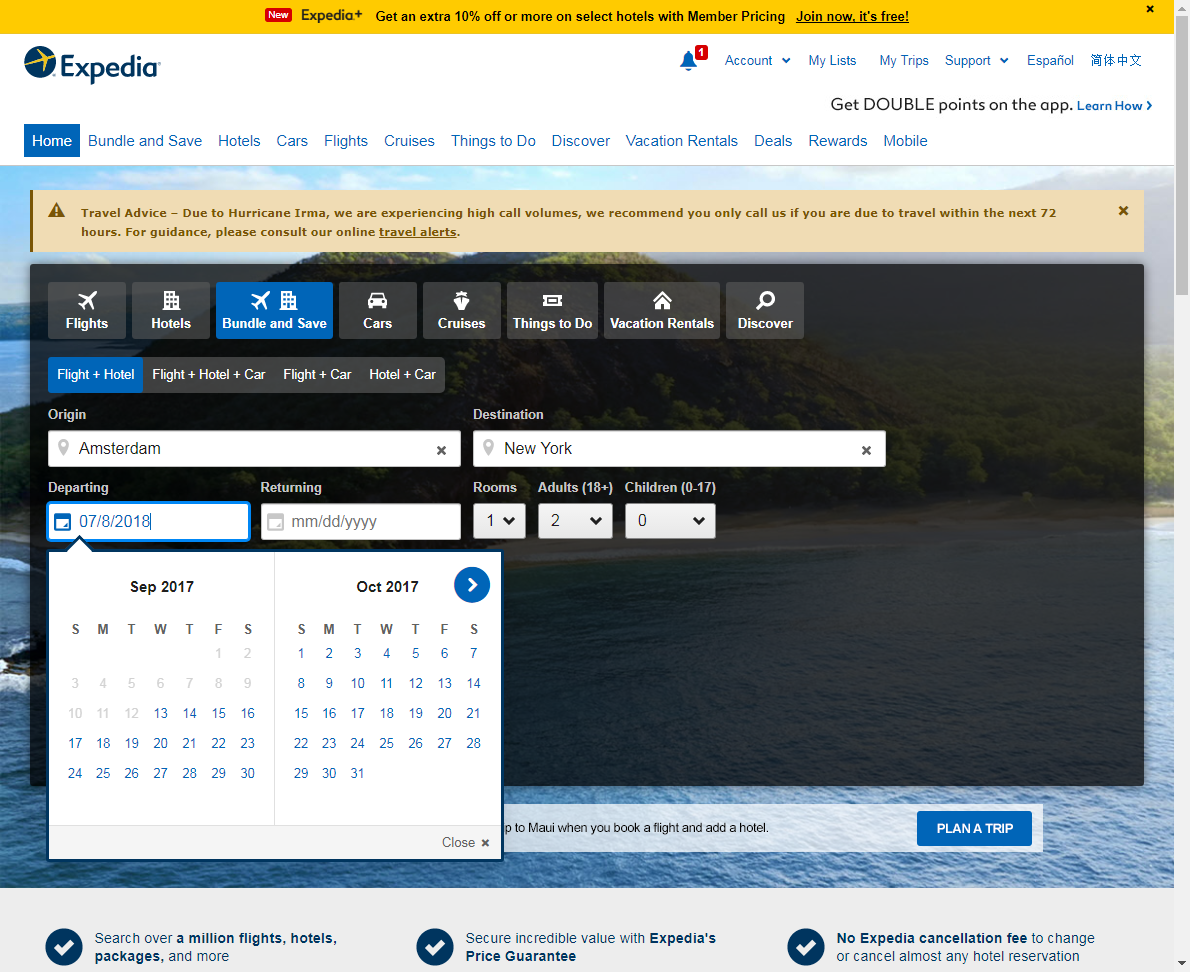 New Expedia+ Get an extra 10% off or more on select hotels with Member Pricing Join now, it's free!
Expedia
1 Account My Lists My Trips Support Español 简体中文
Get DOUBLE points on the app. Learn How
Home Bundle and Save Hotels Cars Flights Cruises Things to Do Discover Vacation Rentals Deals Rewards Mobile
Travel Advice – Due to Hurricane Irma, we are experiencing high call volumes, we recommend you only call us if you are due to travel within the next 72
hours. For guidance, please consult our online travel alerts.
Flights Hotels Bundle and Save Cars Cruises Things to Do Vacation Rentals Discover
Flight + Hotel Flight + Hotel + Car Flight + Car Hotel + Car
Origin Destination
Amsterdam New York
Departing Returning Rooms Adults (18+) Children (0-17)
07/8/2018 mm/dd/yyyy 1 2 0
Sep 2017 Oct 2017
S M T W T F S S M T W T F S
1 2 1 2 3 4 5 6 7
3 4 5 6 7 8 9 8 9 10 11 12 13 14
10 11 12 13 14 15 16 15 16 17 18 19 20 21
17 18 19 20 21 22 23 22 23 24 25 26 27 28
24 25 26 27 28 29 30 29 30 31
p to Maui when you book a flight and add a hotel. PLAN A TRIP
Close
Search over a million flights, hotels, Secure incredible value with Expedia's No Expedia cancellation fee to change
packages, and more Price Guarantee or cancel almost any hotel reservation